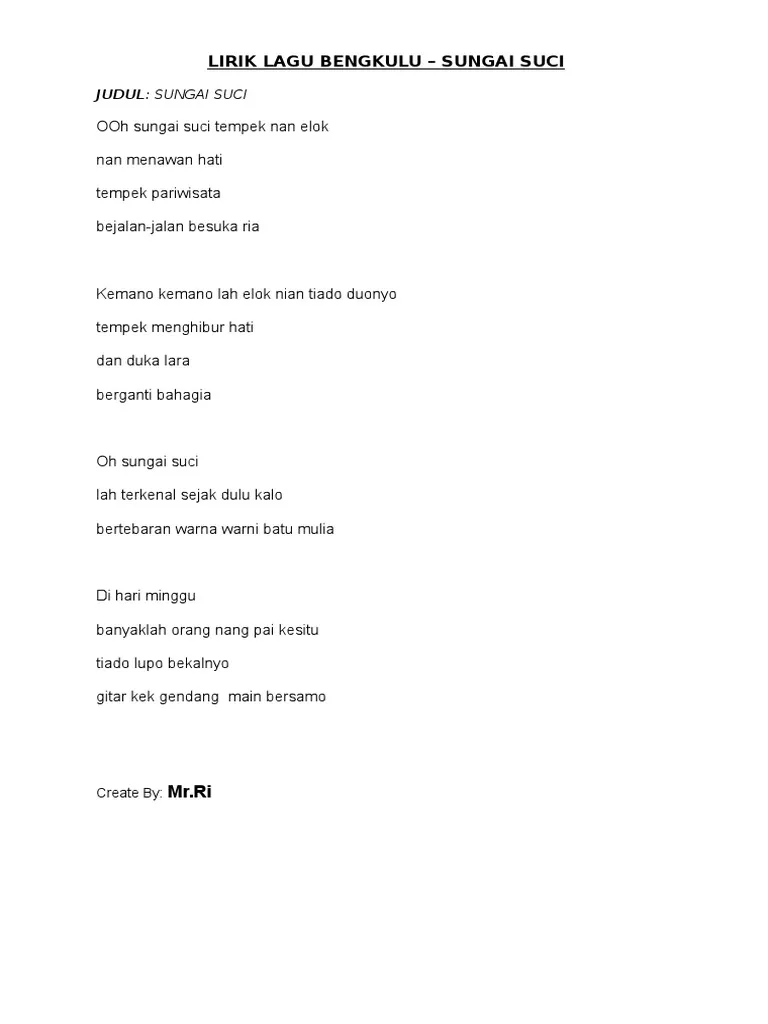 LIRIK LAGU BENGKULU – SUNGAI SUCI
JUDUL: SUNGAI SUCI
OOh sungai suci tempek nan elok
nan menawan hati
tempek pariwisata
bejalan-jalan besuka ria
Kemano kemano lah elok nian tiado duonyo
tempek menghibur hati
dan duka lara
berganti bahagia
Oh sungai suci
lah terkenal sejak dulu kalo
bertebaran warna warni batu mulia
Di hari minggu
banyaklah orang nang pai kesitu
tiado lupo bekalnyo
gitar kek gendang  main bersamo
Create By: Mr.Ri